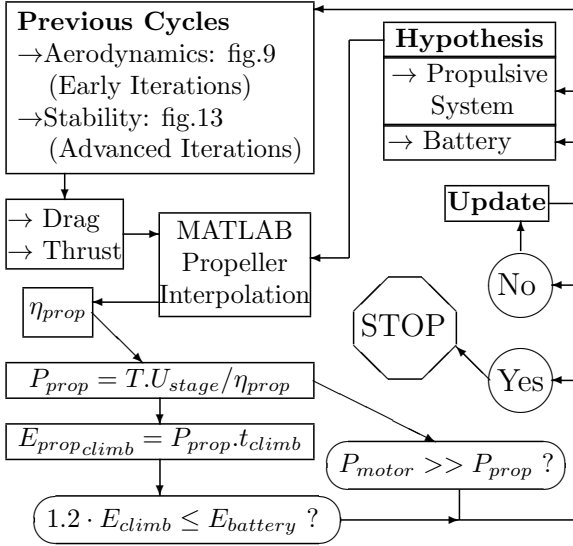 Previous Cycles
→Aerodynamics: fig.9
(Early Iterations)
→Stability: fig.13
(Advanced Iterations)
Hypothesis
→ Propulsive
System
→ Battery
→ Drag
→ Thrust
MATLAB
Propeller
Interpolation
Update
No
η_prop
STOP
Yes
P_prop = T.U_stage/η_prop
E_prop_climb = P_prop.t_climb
P_motor >> P_prop ?
1.2 · E_climb ≤ E_battery ?